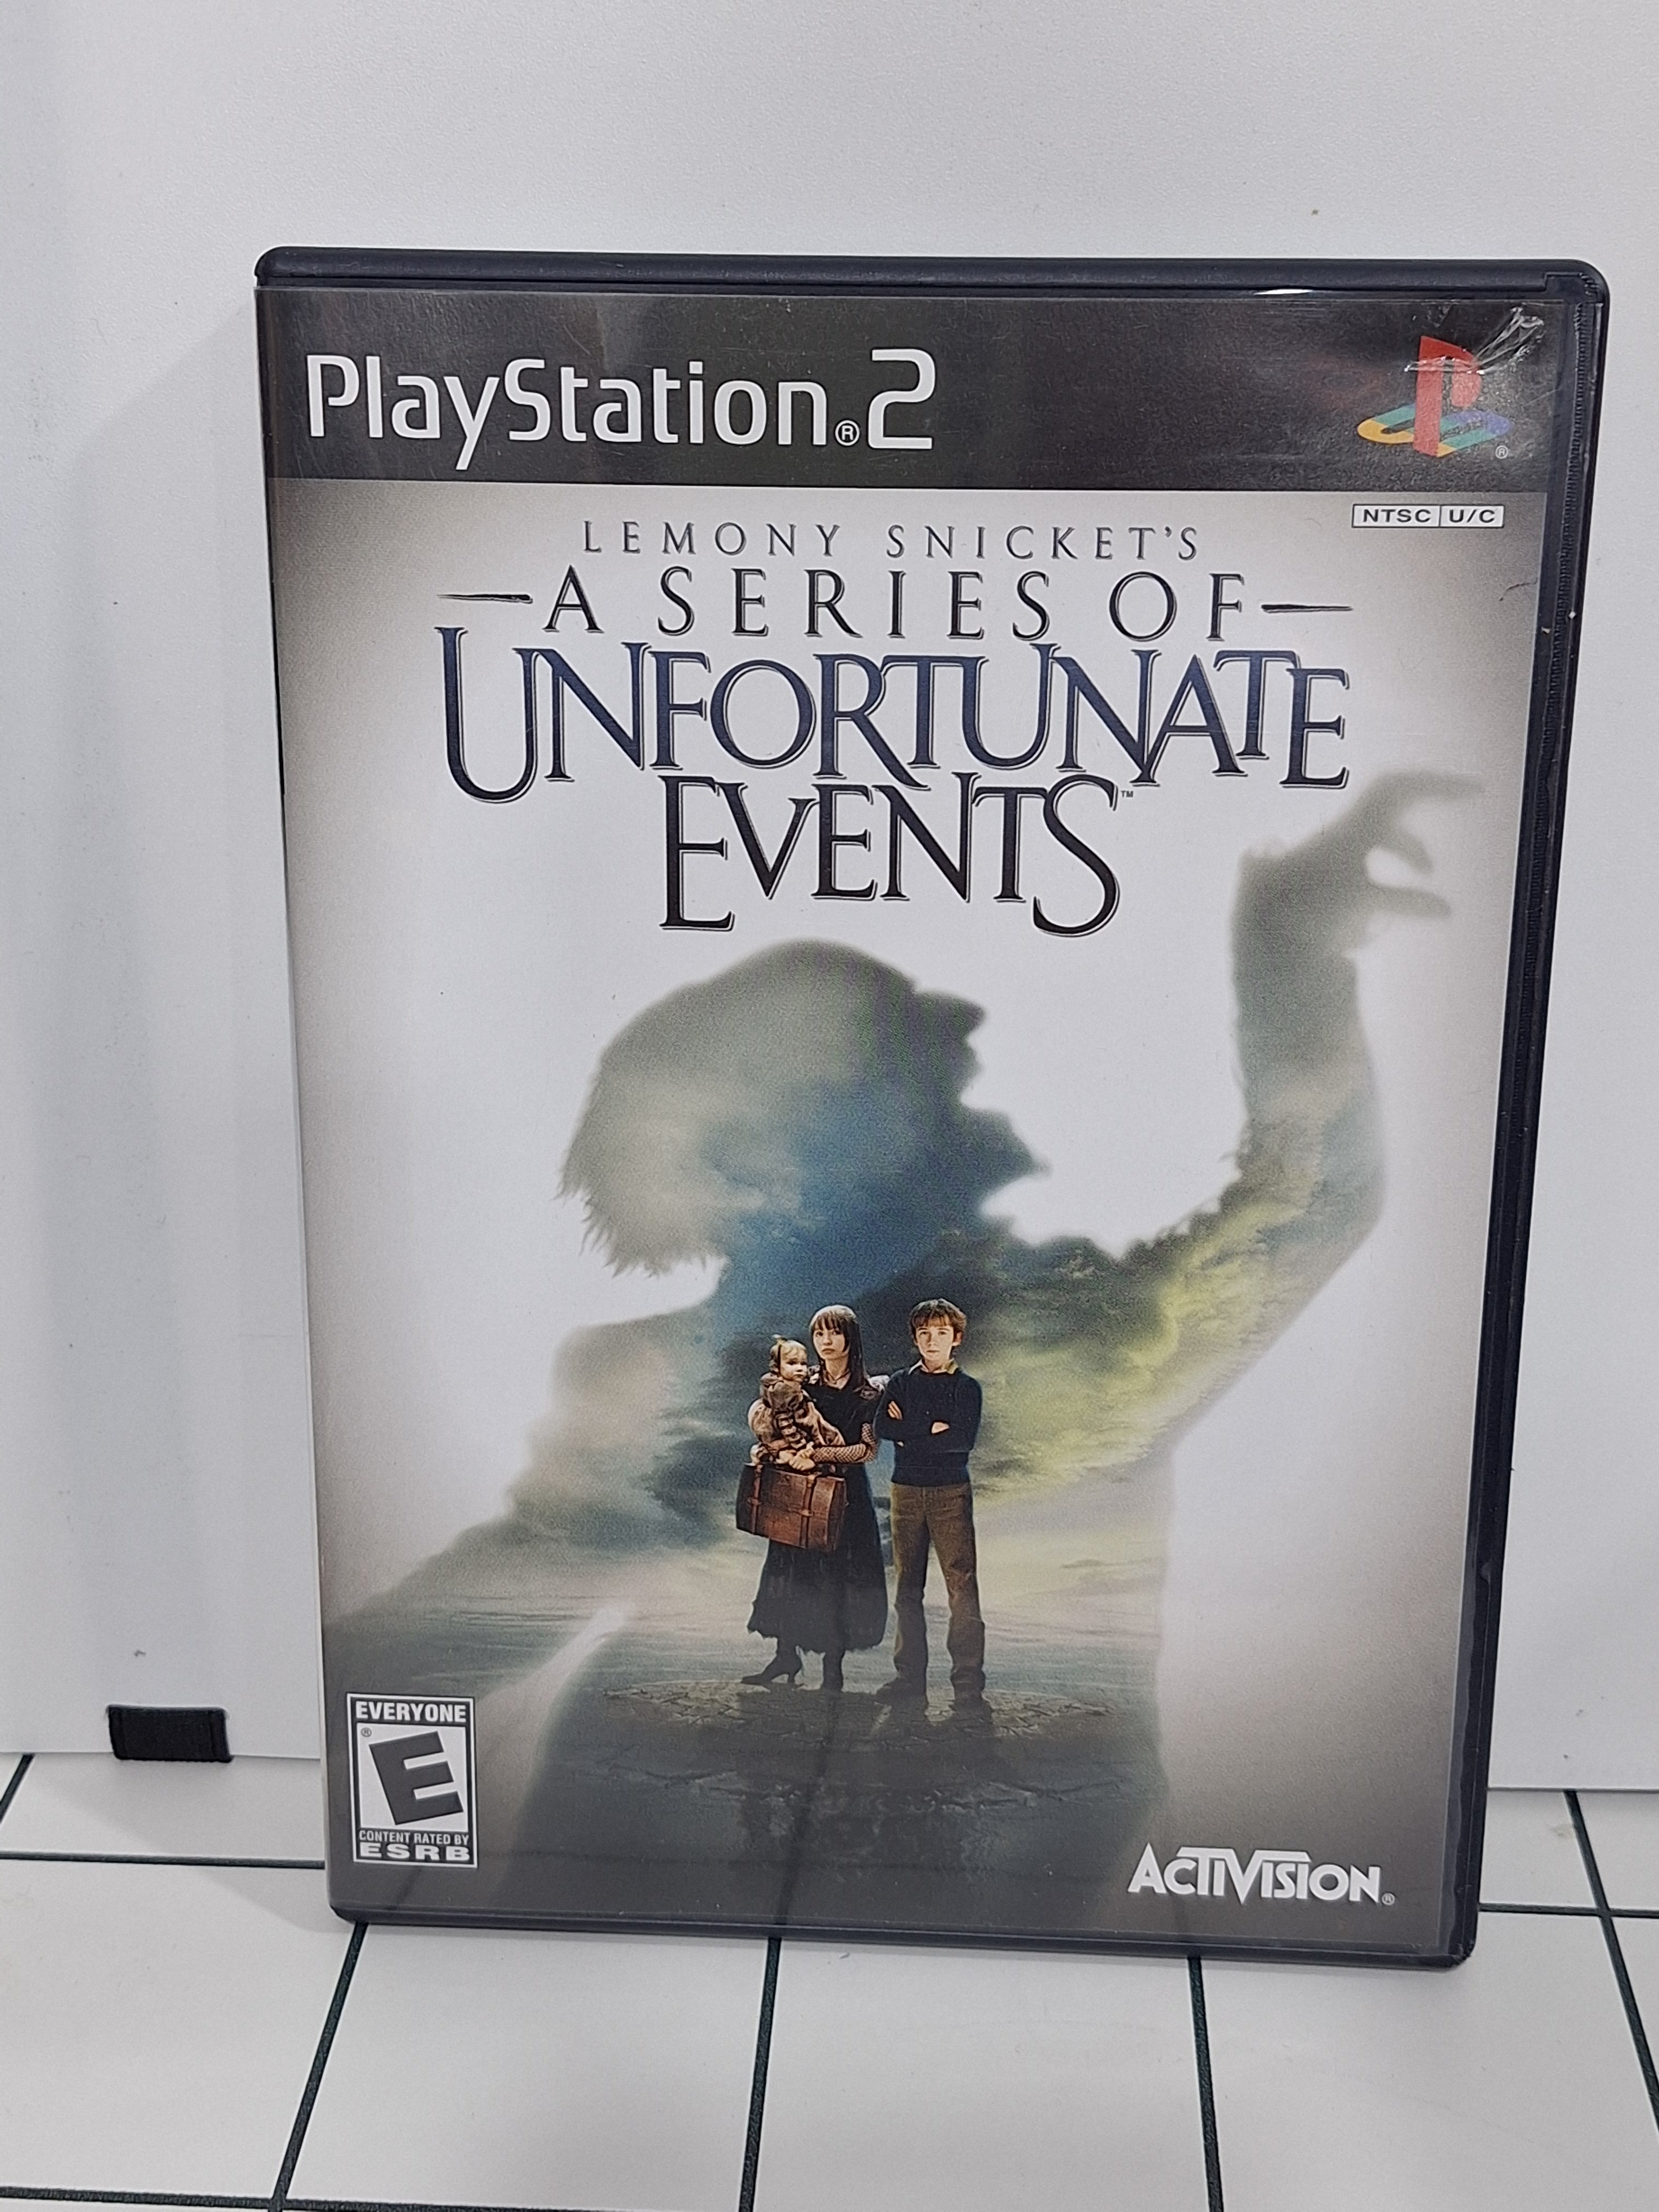 PlayStation®2
NTSC U/C
LEMONY SNICKET'S
A SERIES OF
UNFORTUNATE
EVENTS™
EVERYONE
E®
CONTENT RATED BY
ESRB
ACTIVISION®